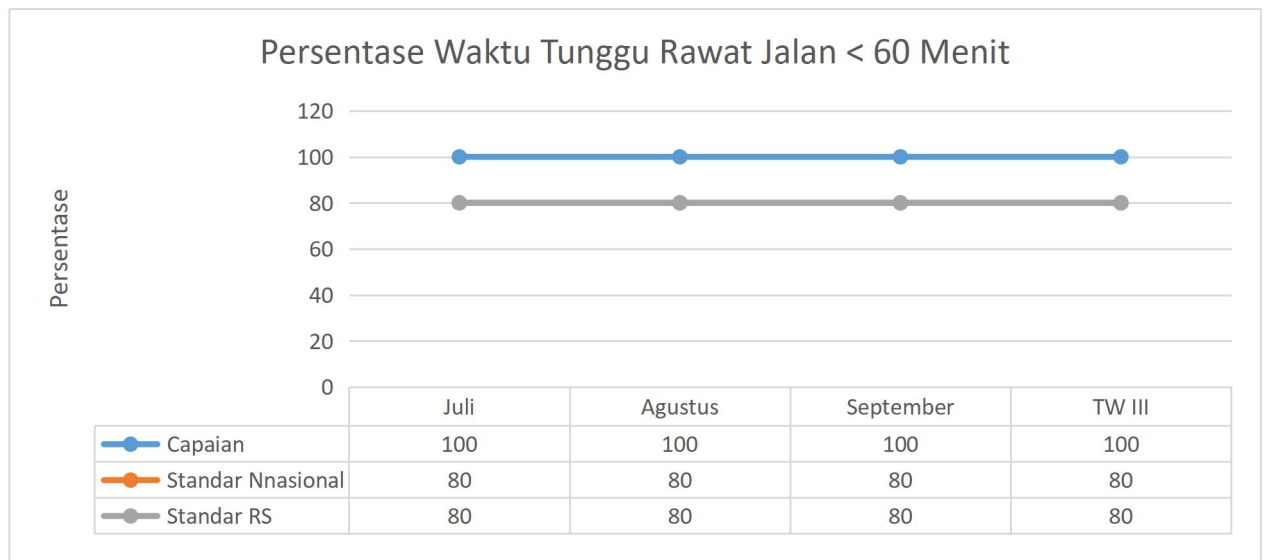 Persentase Waktu Tunggu Rawat Jalan < 60 Menit
Persentase
120
100
80
60
40
20
0
Juli Agustus September TW III
Capaian 100 100 100 100
Standar Nnasional 80 80 80 80
Standar RS 80 80 80 80